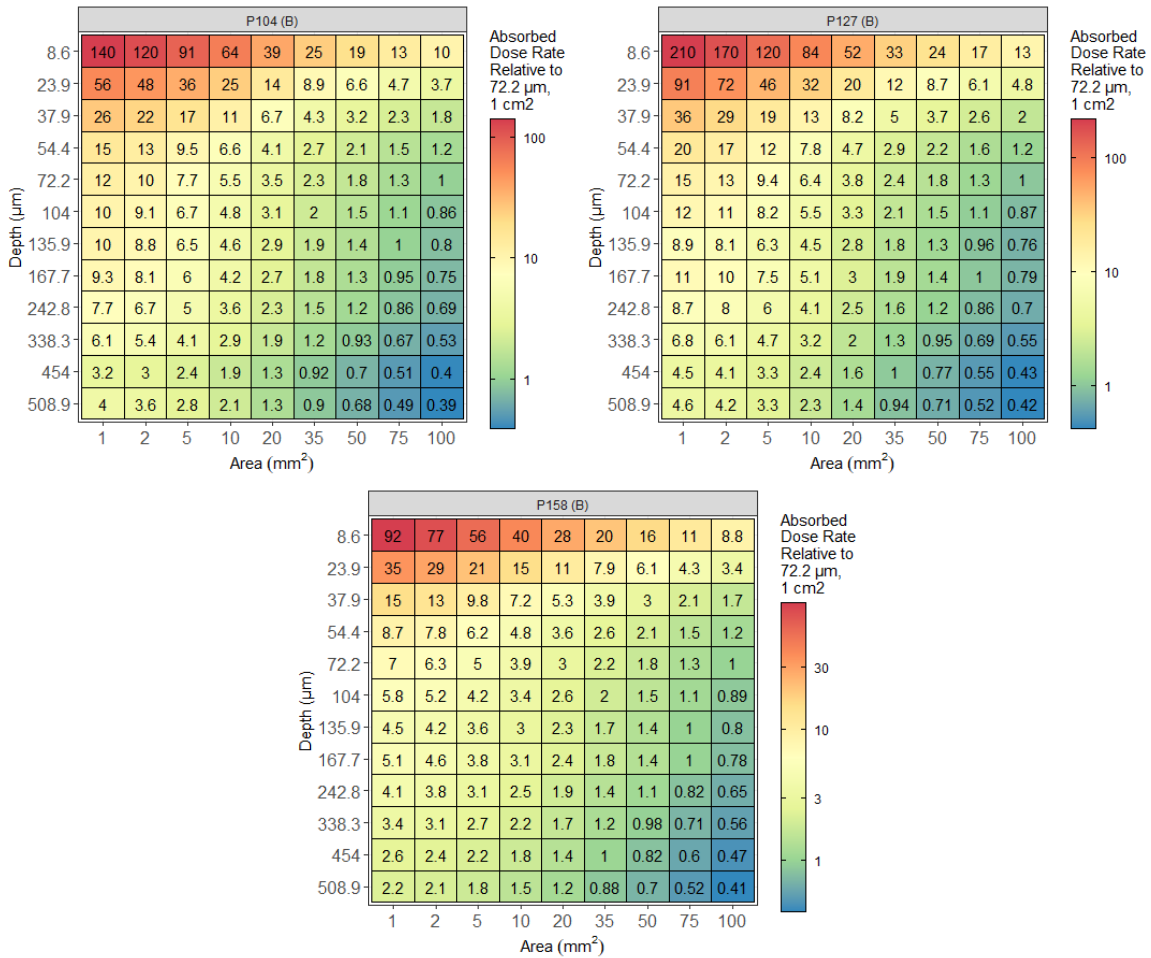 P104 (B)
8.6 140 120 91 64 39 25 19 13 10
23.9 56 48 36 25 14 8.9 6.6 4.7 3.7
37.9 26 22 17 11 6.7 4.3 3.2 2.3 1.8
54.4 15 13 9.5 6.6 4.1 2.7 2.1 1.5 1.2
72.2 12 10 7.7 5.5 3.5 2.3 1.8 1.3 1
104 10 9.1 6.7 4.8 3.1 2 1.5 1.1 0.86
135.9 10 8.8 6.5 4.6 2.9 1.9 1.4 1 0.8
167.7 9.3 8.1 6 4.2 2.7 1.8 1.3 0.95 0.75
242.8 7.7 6.7 5 3.6 2.3 1.5 1.2 0.86 0.69
338.3 6.1 5.4 4.1 2.9 1.9 1.2 0.93 0.67 0.53
454 3.2 3 2.4 1.9 1.3 0.92 0.7 0.51 0.4
508.9 4 3.6 2.8 2.1 1.3 0.9 0.68 0.49 0.39
1 2 5 10 20 35 50 75 100
Area (mm²)
Depth (µm)
Absorbed
Dose Rate
Relative to
72.2 µm,
1 cm2
100
10
1
P127 (B)
8.6 210 170 120 84 52 33 24 17 13
23.9 91 72 46 32 20 12 8.7 6.1 4.8
37.9 36 29 19 13 8.2 5 3.7 2.6 2
54.4 20 17 12 7.8 4.7 2.9 2.2 1.6 1.2
72.2 15 13 9.4 6.4 3.8 2.4 1.8 1.3 1
104 12 11 8.2 5.5 3.3 2.1 1.5 1.1 0.87
135.9 8.9 8.1 6.3 4.5 2.8 1.8 1.3 0.96 0.76
167.7 11 10 7.5 5.1 3 1.9 1.4 1 0.79
242.8 8.7 8 6 4.1 2.5 1.6 1.2 0.86 0.7
338.3 6.8 6.1 4.7 3.2 2 1.3 0.95 0.69 0.55
454 4.5 4.1 3.3 2.4 1.6 1 0.77 0.55 0.43
508.9 4.6 4.2 3.3 2.3 1.4 0.94 0.71 0.52 0.42
1 2 5 10 20 35 50 75 100
Area (mm²)
Depth (µm)
Absorbed
Dose Rate
Relative to
72.2 µm,
1 cm2
100
10
1
P158 (B)
8.6 92 77 56 40 28 20 16 11 8.8
23.9 35 29 21 15 11 7.9 6.1 4.3 3.4
37.9 15 13 9.8 7.2 5.3 3.9 3 2.1 1.7
54.4 8.7 7.8 6.2 4.8 3.6 2.6 2.1 1.5 1.2
72.2 7 6.3 5 3.9 3 2.2 1.8 1.3 1
104 5.8 5.2 4.2 3.4 2.6 2 1.5 1.1 0.89
135.9 4.5 4.2 3.6 3 2.3 1.7 1.4 1 0.8
167.7 5.1 4.6 3.8 3.1 2.4 1.8 1.4 1 0.78
242.8 4.1 3.8 3.1 2.5 1.9 1.4 1.1 0.82 0.65
338.3 3.4 3.1 2.7 2.2 1.7 1.2 0.98 0.71 0.56
454 2.6 2.4 2.2 1.8 1.4 1 0.82 0.6 0.47
508.9 2.2 2.1 1.8 1.5 1.2 0.88 0.7 0.52 0.41
1 2 5 10 20 35 50 75 100
Area (mm²)
Depth (µm)
Absorbed
Dose Rate
Relative to
72.2 µm,
1 cm2
30
10
3
1